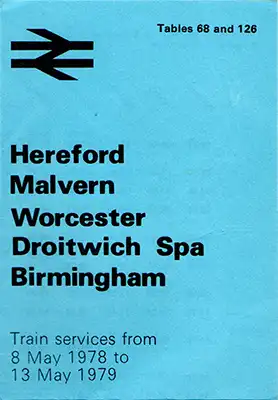 Tables 68 and 126
Hereford
Malvern
Worcester
Droitwich Spa
Birmingham
Train services from
8 May 1978 to
13 May 1979